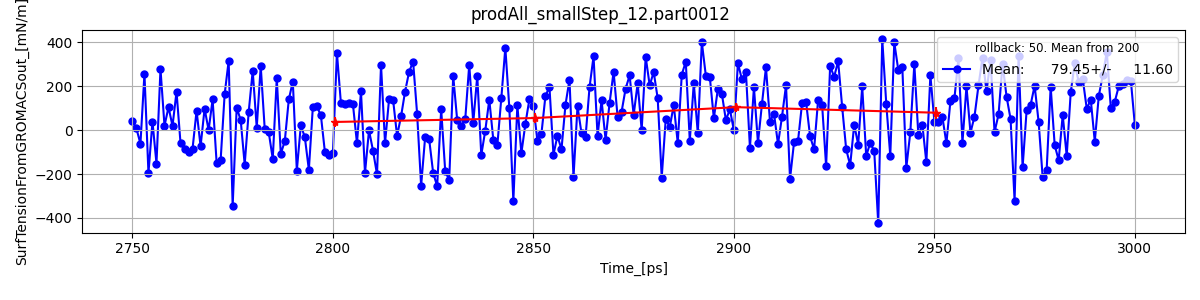 prodAll_smallStep_12.part0012
SurfTensionFromGROMACSout_[mN/m]
400
200
0
−200
−400
rollback: 50. Mean from 200
Mean: 79.45+/- 11.60
2750 2800 2850 2900 2950 3000
Time_[ps]